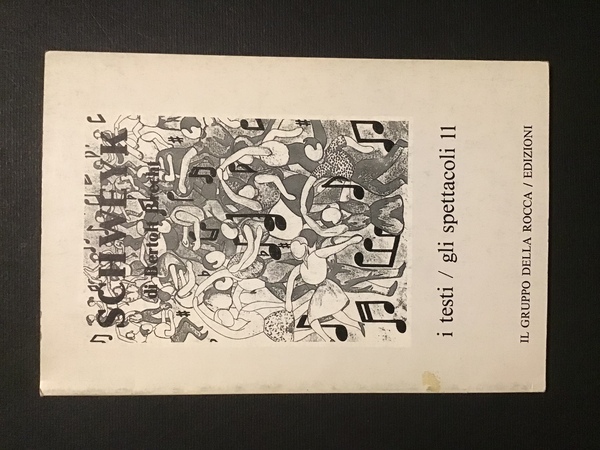 SCHWEYK
di Bertolt Brecht
i testi / gli spettacoli 11
IL GRUPPO DELLA ROCCA / EDIZIONI